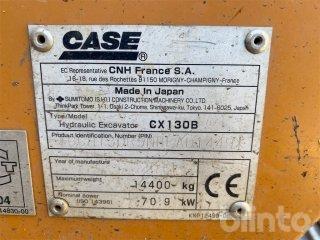 CASE
®
EC Representative CNH France S.A.
16-18, rue des Rochettes 91150 MORIGNY-CHAMPIGNY-France
Made in Japan
By SUMITOMO (S.H.I.) CONSTRUCTION MACHINERY CO.,LTD.
ThinkPark Tower 1-1, Osaki 2-Chome, Shinagawa-ku, Tokyo, 141-6025, Japan
Type/Model
Hydraulic Excavator CX130B
Product Identification Number (PIN)
Maximum
Weight 14400 kg
Nominal power
(ISO 14396) 70.9 kW
CE
olinto